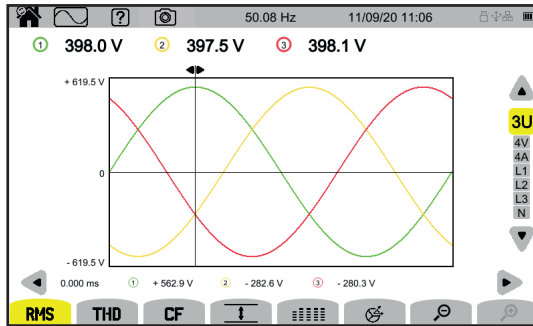 ? 50.08 Hz 11/09/20 11:06
1 398.0 V 2 397.5 V 3 398.1 V
+ 619.5 V
0
- 619.5 V
3U
4V
4A
L1
L2
L3
N
0.000 ms 1 + 562.9 V 2 - 282.6 V 3 - 280.3 V
RMS THD CF